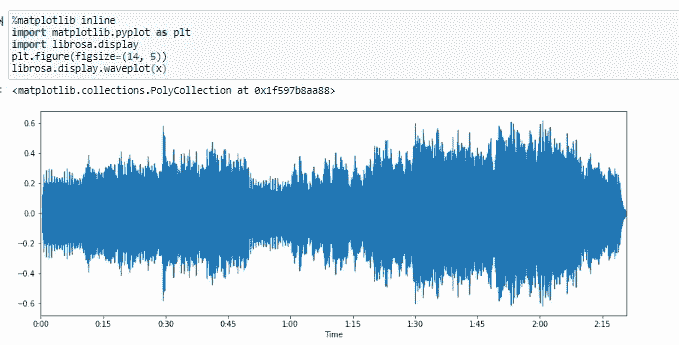 %matplotlib inline
import matplotlib.pyplot as plt
import librosa.display
plt.figure(figsize=(14, 5))
librosa.display.waveplot(x)
<matplotlib.collections.PolyCollection at 0x1f597b8aa88>
0.6
0.4
0.2
0.0
−0.2
−0.4
−0.6
0:00 0:15 0:30 0:45 1:00 1:15 1:30 1:45 2:00 2:15
Time